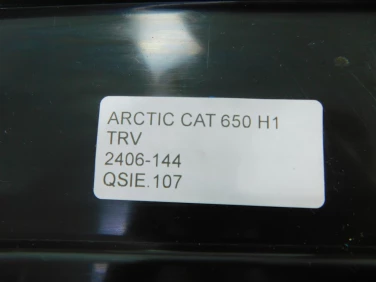 ARCTIC CAT 650 H1
TRV
2406-144
QSIE.107